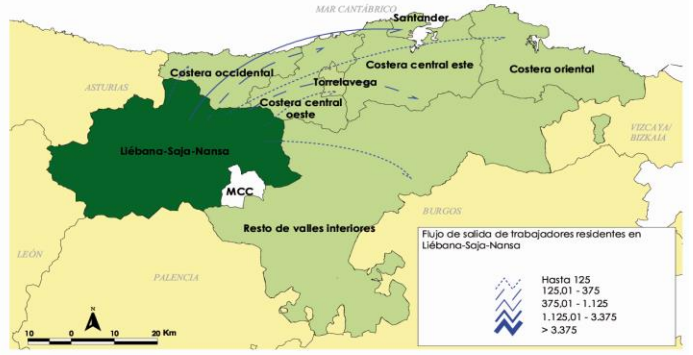 MAR CANTÁBRICO
Santander
Costera occidental
Torrelavega
Costera central este
Costera oriental
ASTURIAS
Costera central
oeste
VIZCAYA/
BIZKAIA
Liébana-Saja-Nansa
MCC
BURGOS
Resto de valles interiores
LEÓN
PALENCIA
Flujo de salida de trabajadores residentes en
Liébana-Saja-Nansa
Hasta 125
125,01 - 375
375,01 - 1.125
1.125,01 - 3.375
> 3.375
N
10 0 10 20 Km